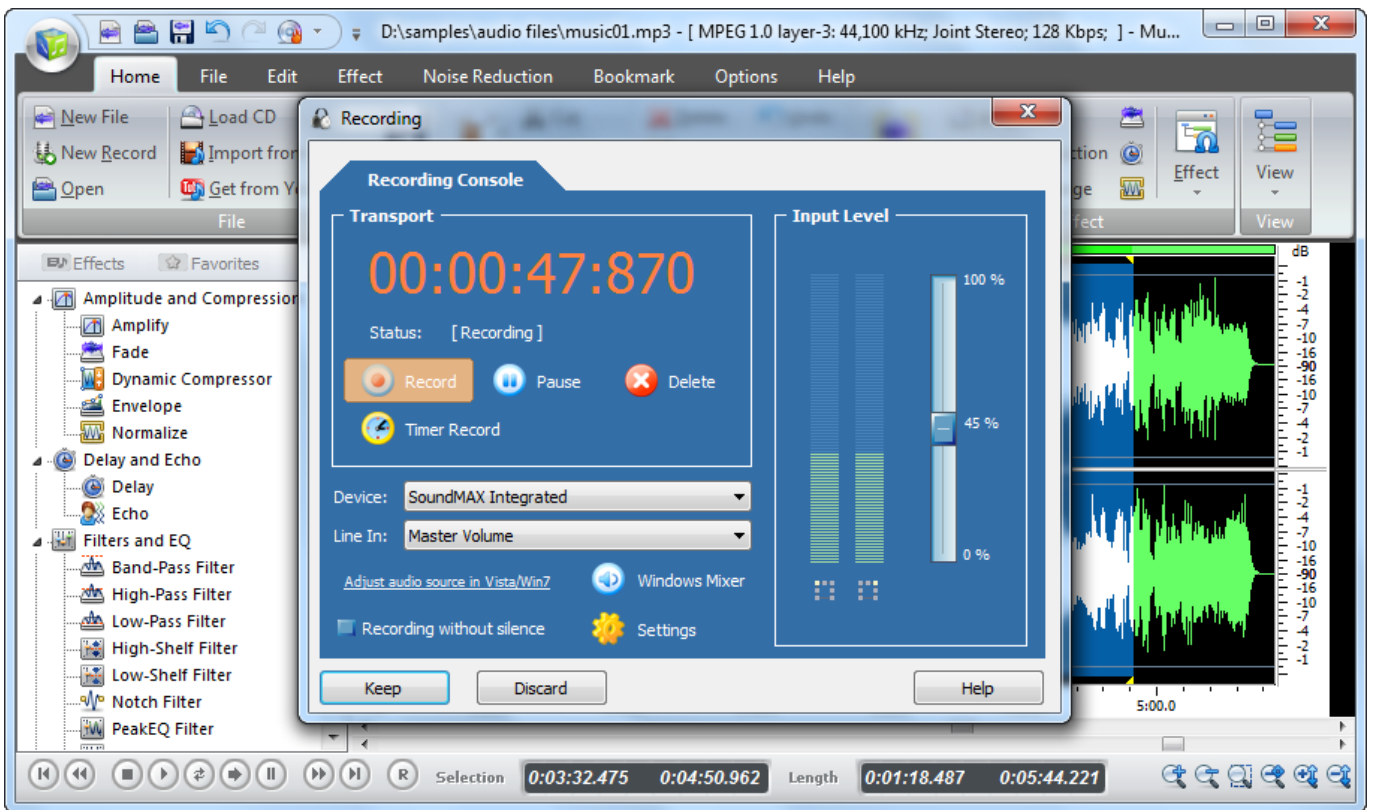 D:\samples\audio files\music01.mp3 - [ MPEG 1.0 layer-3: 44,100 kHz; Joint Stereo; 128 Kbps; ] - Mu...
Home File Edit Effect Noise Reduction Bookmark Options Help
New File Load CD
New Record Import from
Open Get from
File
Effect
View
View
Recording
Recording Console
Transport
00:00:47:870
Status: [ Recording ]
Record Pause Delete
Timer Record
Device: SoundMAX Integrated
Line In: Master Volume
Adjust audio source in Vista/Win7
Windows Mixer
Recording without silence
Settings
Input Level
100 %
45 %
0 %
Keep Discard Help
Effects Favorites
Amplitude and Compression
Amplify
Fade
Dynamic Compressor
Envelope
Normalize
Delay and Echo
Delay
Echo
Filters and EQ
Band-Pass Filter
High-Pass Filter
Low-Pass Filter
High-Shelf Filter
Low-Shelf Filter
Notch Filter
PeakEQ Filter
dB
-1
-2
-4
-7
-10
-16
-90
-16
-10
-7
-4
-2
-1
-1
-2
-4
-7
-10
-16
-90
-16
-10
-7
-4
-2
-1
5:00.0
R Selection 0:03:32.475 0:04:50.962 Length 0:01:18.487 0:05:44.221